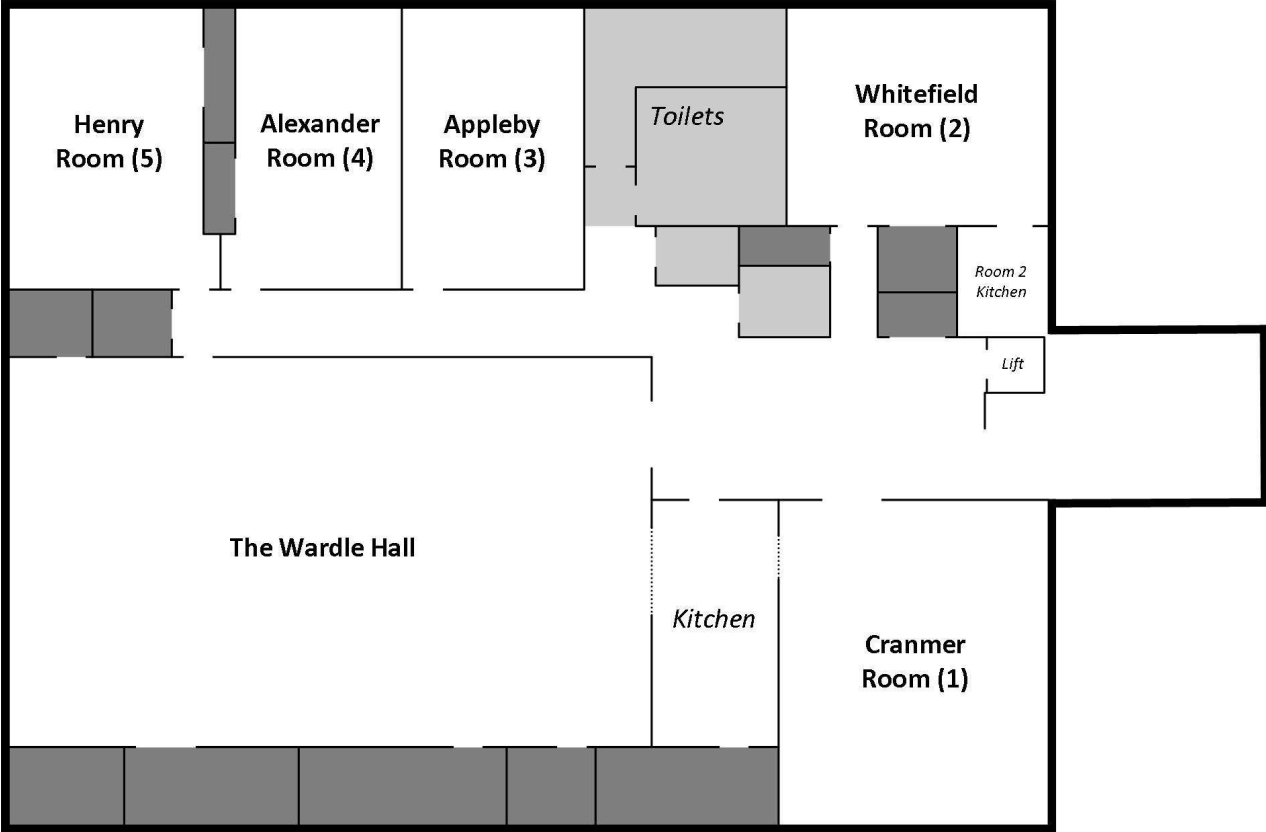 Henry
Room (5)
Alexander
Room (4)
Appleby
Room (3)
Toilets
Whitefield
Room (2)
Room 2
Kitchen
Lift
The Wardle Hall
Kitchen
Cranmer
Room (1)